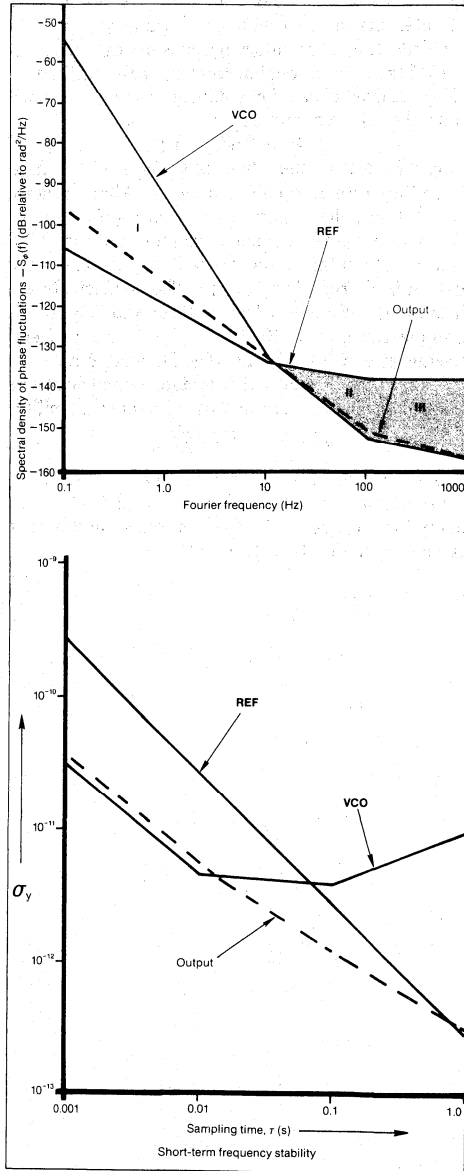 Spectral density of phase fluctuations – Sφ(f) (dB relative to rad²/Hz)
–50
–60
–70
–80
–90
–100
–110
–120
–130
–140
–150
–160
VCO
I
REF
Output
II
III
0.1 1.0 10 100 1000
Fourier frequency (Hz)
10⁻⁹
10⁻¹⁰
10⁻¹¹
10⁻¹²
10⁻¹³
σy
REF
VCO
Output
0.001 0.01 0.1 1.0
Sampling time, τ (s)
Short-term frequency stability